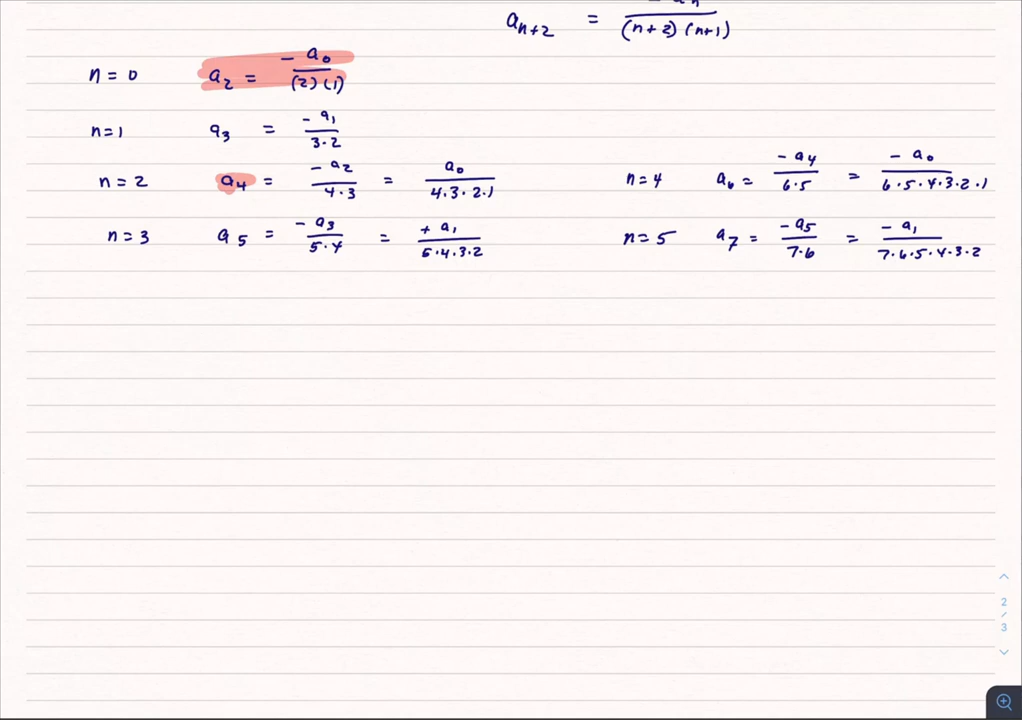 a_{n+2} = -a_n / (n+2)(n+1)
n = 0 a_2 = -a_0 / (2)(1)
n=1 a_3 = -a_1 / 3·2
n = 2 a_4 = -a_2 / 4·3 = a_0 / 4·3·2·1
n = 3 a_5 = -a_3 / 5·4 = +a_1 / 5·4·3·2
n=4 a_6 = -a_4 / 6·5 = -a_0 / 6·5·4·3·2·1
n=5 a_7 = -a_5 / 7·6 = -a_1 / 7·6·5·4·3·2
2
/
3